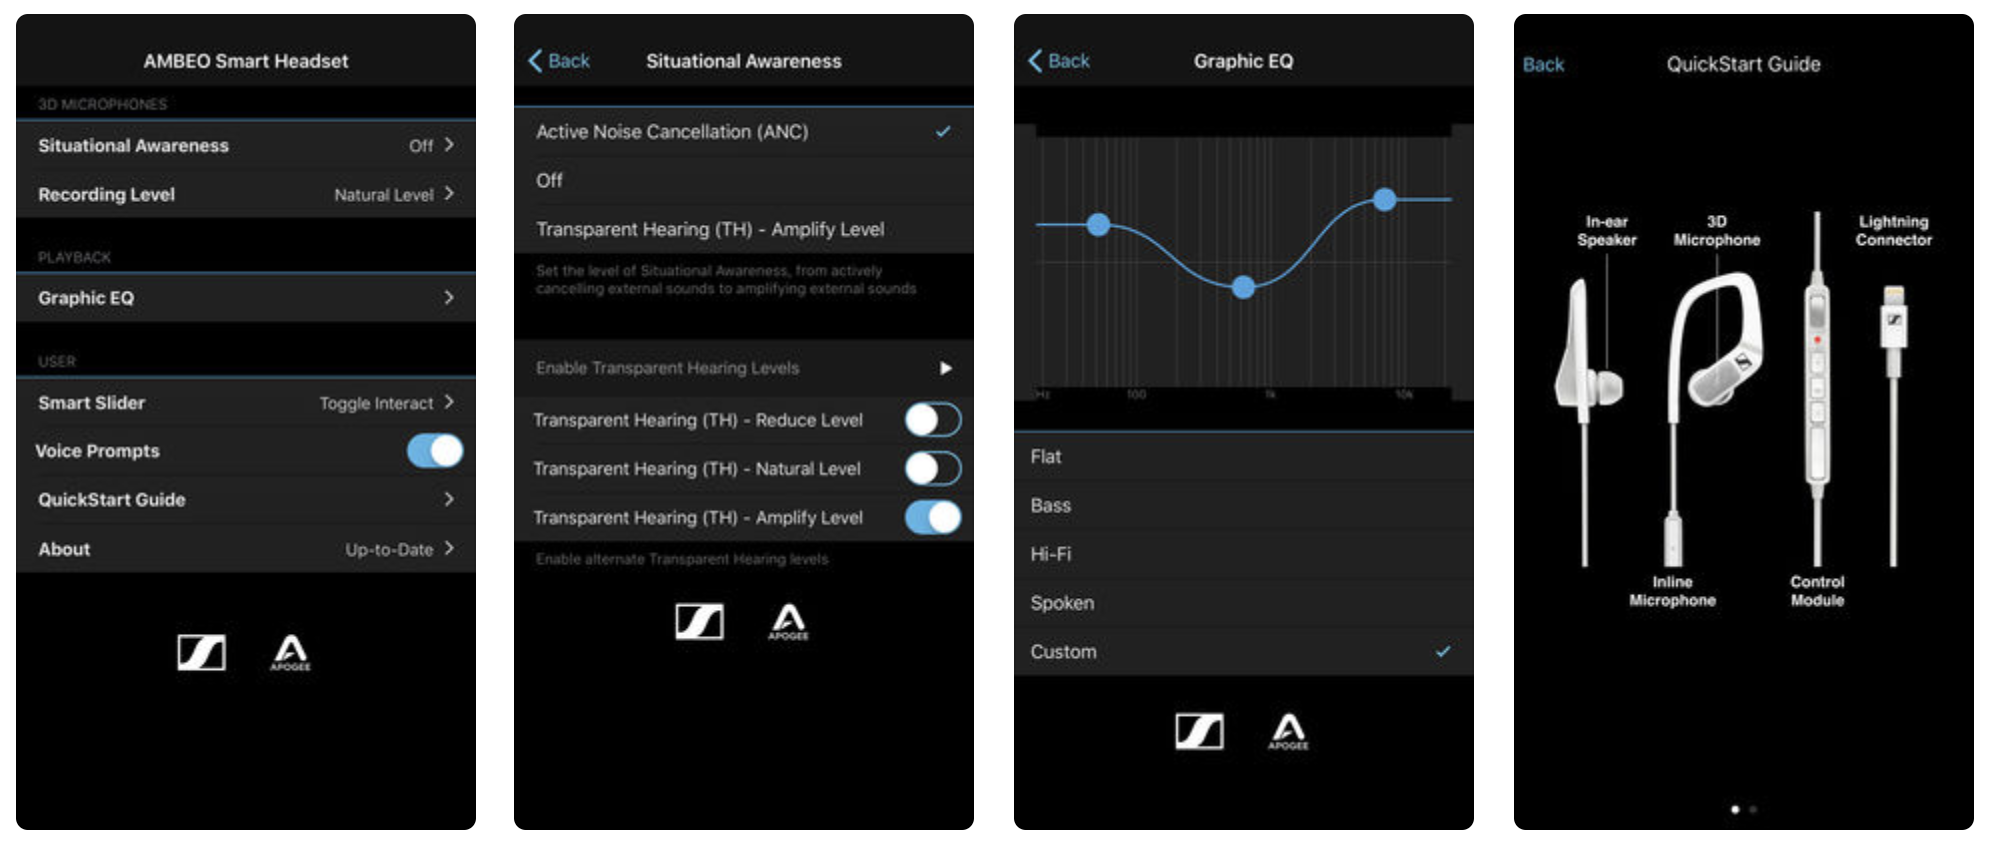 AMBEO Smart Headset
3D MICROPHONES
Situational Awareness Off
Recording Level Natural Level
PLAYBACK
Graphic EQ
USER
Smart Slider Toggle Interact
Voice Prompts
QuickStart Guide
About Up-to-Date
APOGEE
Back Situational Awareness
Active Noise Cancellation (ANC)
Off
Transparent Hearing (TH) - Amplify Level
Set the level of Situational Awareness, from actively
cancelling external sounds to amplifying external sounds
Enable Transparent Hearing Levels
Transparent Hearing (TH) - Reduce Level
Transparent Hearing (TH) - Natural Level
Transparent Hearing (TH) - Amplify Level
Enable alternate Transparent Hearing levels
APOGEE
Back Graphic EQ
Hz 100 1k 10k
Flat
Bass
Hi-Fi
Spoken
Custom
APOGEE
Back QuickStart Guide
In-ear
Speaker
3D
Microphone
Lightning
Connector
Inline
Microphone
Control
Module